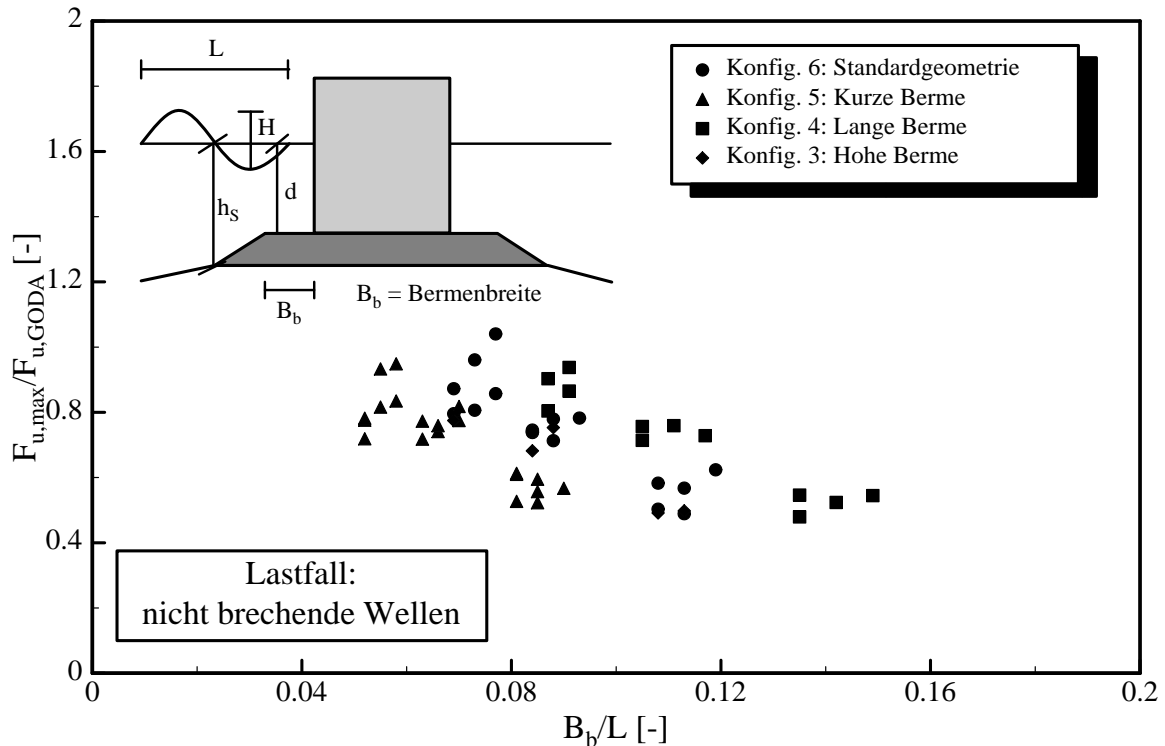 2
1.6
1.2
0.8
0.4
0
F_u,max/F_u,GODA [-]
L
H
d
h_S
B_b
B_b = Bermenbreite
Konfig. 6: Standardgeometrie
Konfig. 5: Kurze Berme
Konfig. 4: Lange Berme
Konfig. 3: Hohe Berme
Lastfall:
nicht brechende Wellen
0 0.04 0.08 0.12 0.16 0.2
B_b/L [-]